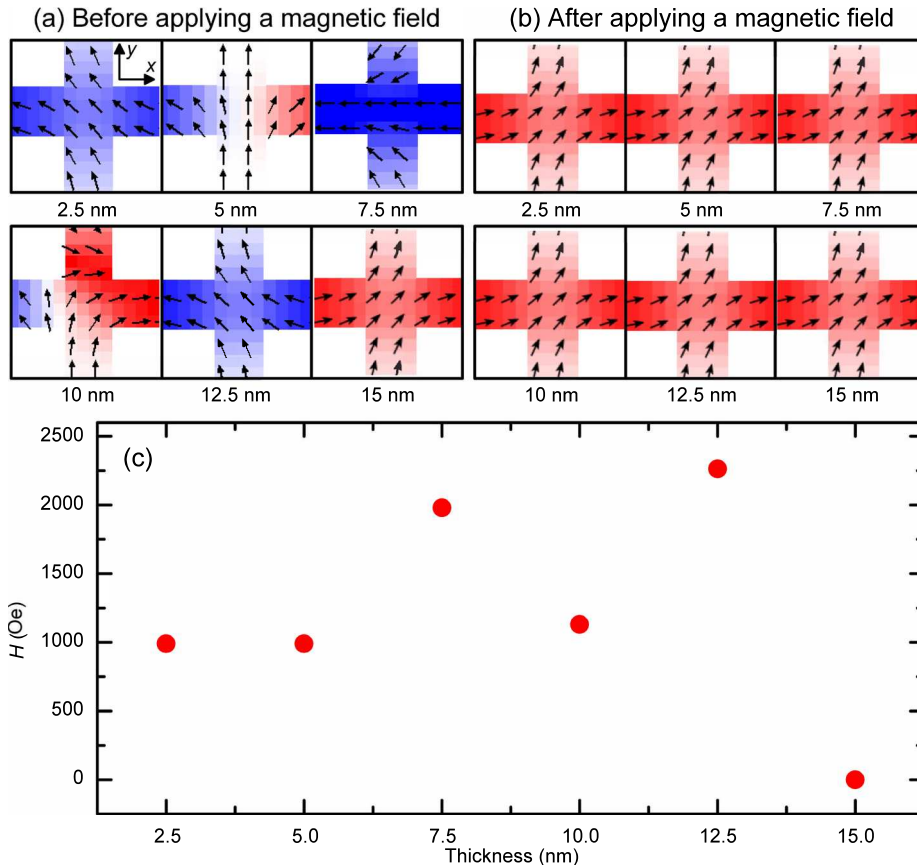 (a) Before applying a magnetic field
(b) After applying a magnetic field
y
x
2.5 nm 5 nm 7.5 nm
2.5 nm 5 nm 7.5 nm
10 nm 12.5 nm 15 nm
10 nm 12.5 nm 15 nm
(c)
2500
2000
1500
1000
500
0
H (Oe)
2.5 5.0 7.5 10.0 12.5 15.0
Thickness (nm)